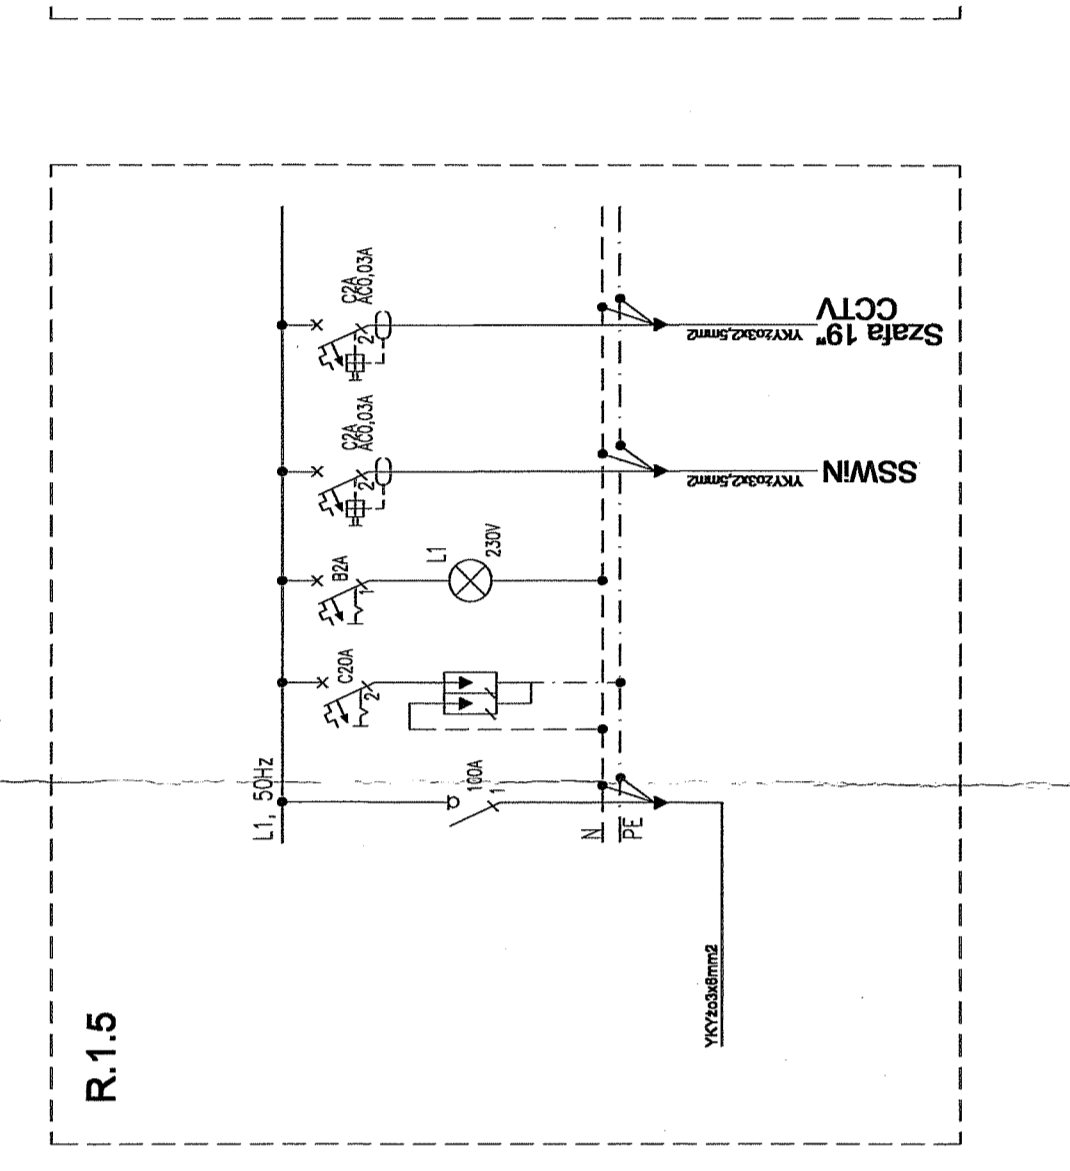 R.1.5
L1, 50Hz
N
PE
YKYżo3x6mm2
100A
1
C20A
2
B2A
1
L1
230V
C2A
AC0,03A
2
YKYżo3x2,5mm2
SSWiN
C2A
AC0,03A
2
YKYżo3x2,5mm2
Szafa 19"
CCTV